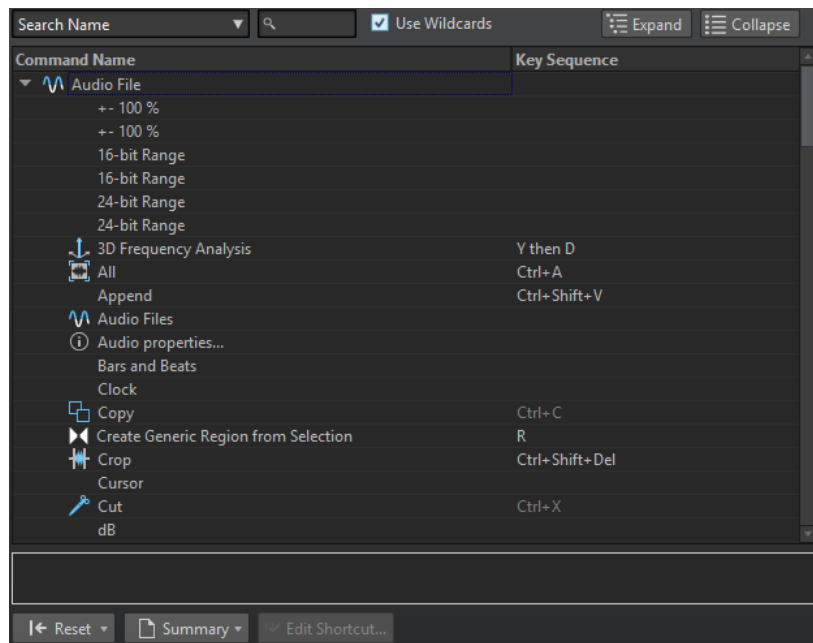 Search Name Use Wildcards Expand Collapse
Command Name Key Sequence
Audio File
+- 100 %
+- 100 %
16-bit Range
16-bit Range
24-bit Range
24-bit Range
3D Frequency Analysis Y then D
All Ctrl+A
Append Ctrl+Shift+V
Audio Files
Audio properties...
Bars and Beats
Clock
Copy Ctrl+C
Create Generic Region from Selection R
Crop Ctrl+Shift+Del
Cursor
Cut Ctrl+X
dB
Reset Summary Edit Shortcut...